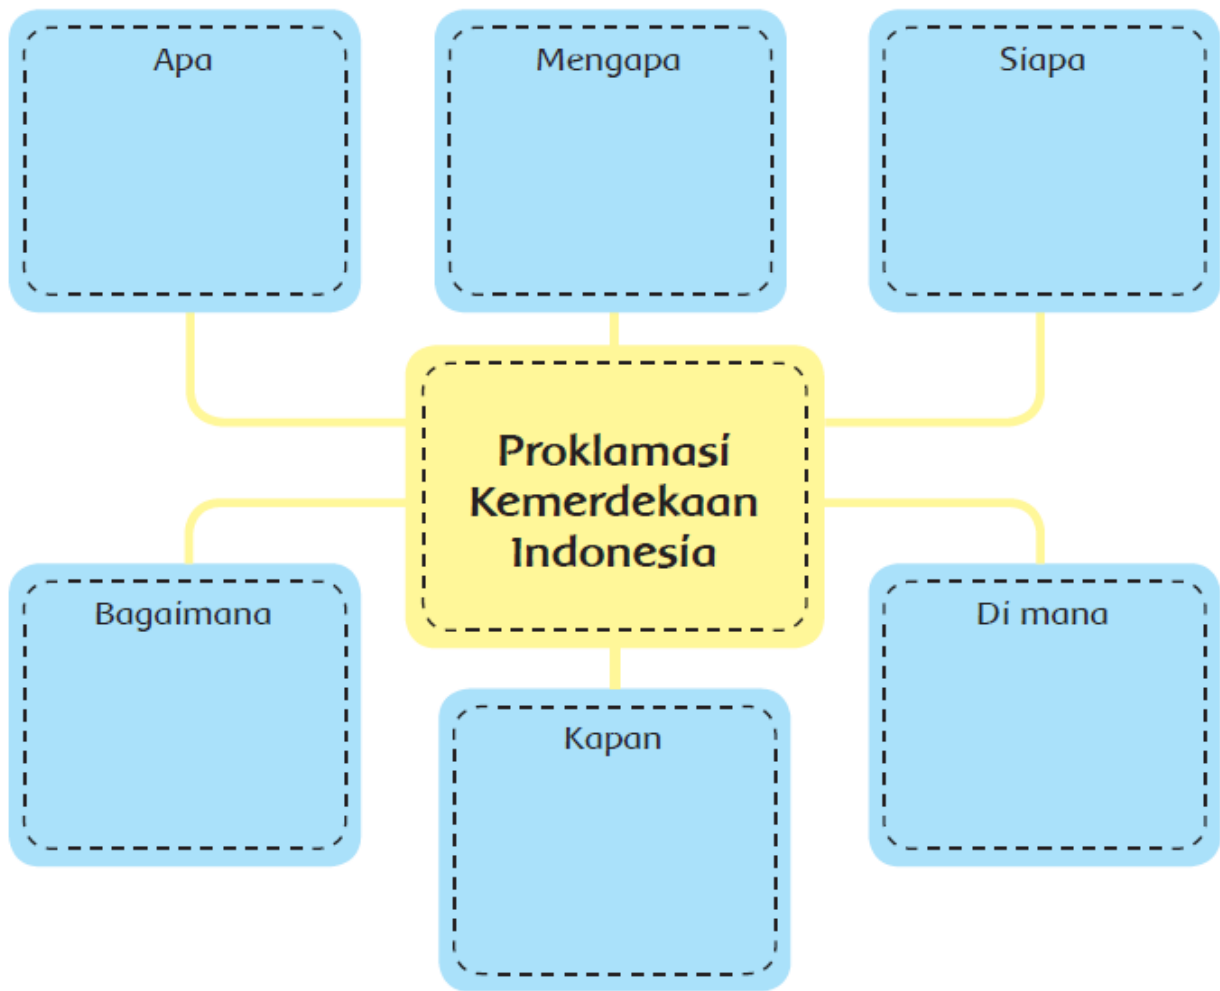 Apa
Mengapa
Siapa
Proklamasi
Kemerdekaan
Indonesia
Bagaimana
Di mana
Kapan